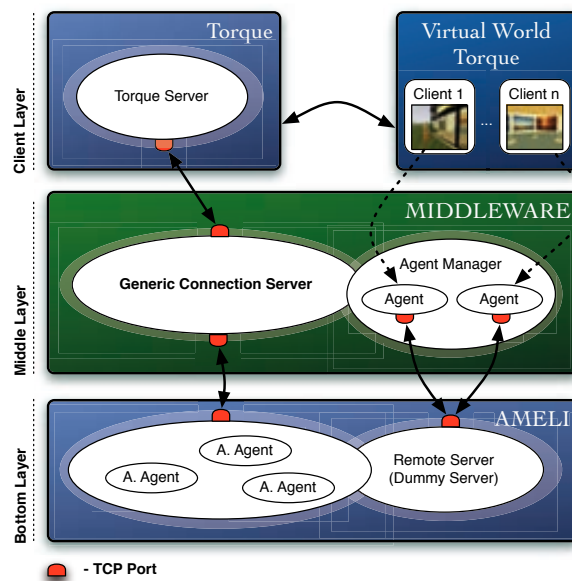 Torque
Torque Server
Virtual World
Torque
Client 1
...
Client n
Client Layer
MIDDLEWARE
Generic Connection Server
Agent Manager
Agent
Agent
Middle Layer
AMELI
A. Agent
A. Agent
A. Agent
Remote Server
(Dummy Server)
Bottom Layer
- TCP Port